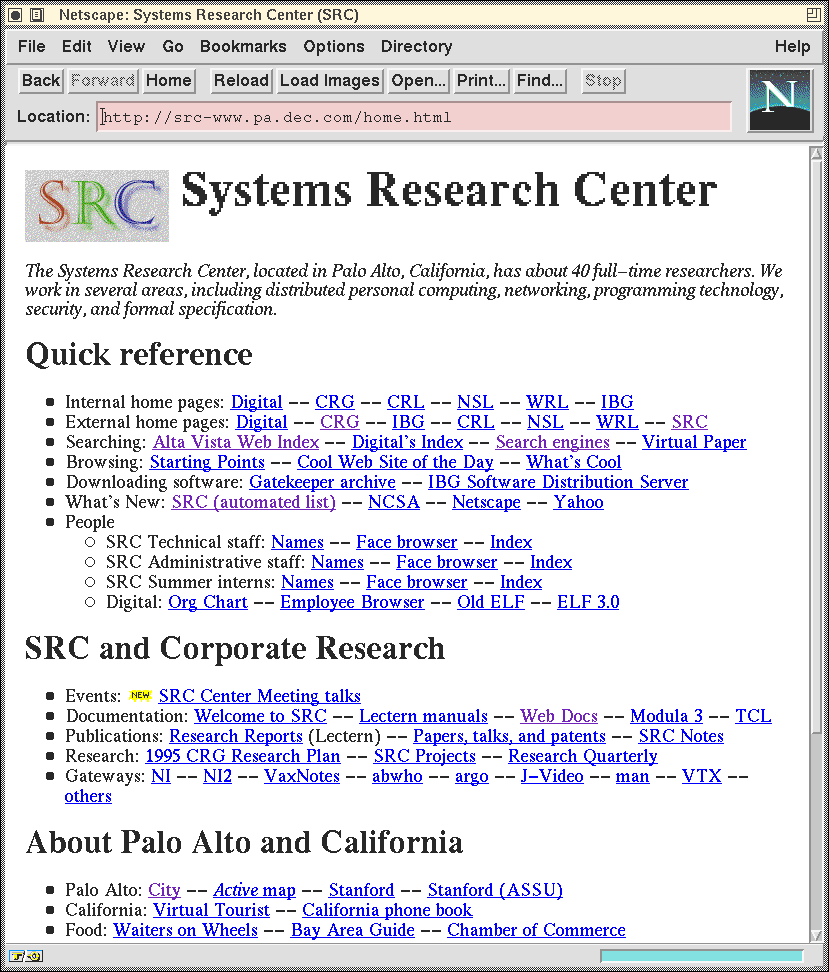 Netscape: Systems Research Center (SRC)
File Edit View Go Bookmarks Options Directory Help
Back Forward Home Reload Load Images Open... Print... Find... Stop
N
Location: http://src-www.pa.dec.com/home.html
SRC Systems Research Center
The Systems Research Center, located in Palo Alto, California, has about 40 full-time researchers. We
work in several areas, including distributed personal computing, networking, programming technology,
security, and formal specification.
Quick reference
Internal home pages: Digital -- CRG -- CRL -- NSL -- WRL -- IBG
External home pages: Digital -- CRG -- IBG -- CRL -- NSL -- WRL -- SRC
Searching: Alta Vista Web Index -- Digital's Index -- Search engines -- Virtual Paper
Browsing: Starting Points -- Cool Web Site of the Day -- What's Cool
Downloading software: Gatekeeper archive -- IBG Software Distribution Server
What's New: SRC (automated list) -- NCSA -- Netscape -- Yahoo
People
SRC Technical staff: Names -- Face browser -- Index
SRC Administrative staff: Names -- Face browser -- Index
SRC Summer interns: Names -- Face browser -- Index
Digital: Org Chart -- Employee Browser -- Old ELF -- ELF 3.0
SRC and Corporate Research
Events: NEW SRC Center Meeting talks
Documentation: Welcome to SRC -- Lectern manuals -- Web Docs -- Modula 3 -- TCL
Publications: Research Reports (Lectern) -- Papers, talks, and patents -- SRC Notes
Research: 1995 CRG Research Plan -- SRC Projects -- Research Quarterly
Gateways: NI -- NI2 -- VaxNotes -- abwho -- argo -- J-Video -- man -- VTX --
others
About Palo Alto and California
Palo Alto: City -- Active map -- Stanford -- Stanford (ASSU)
California: Virtual Tourist -- California phone book
Food: Waiters on Wheels -- Bay Area Guide -- Chamber of Commerce